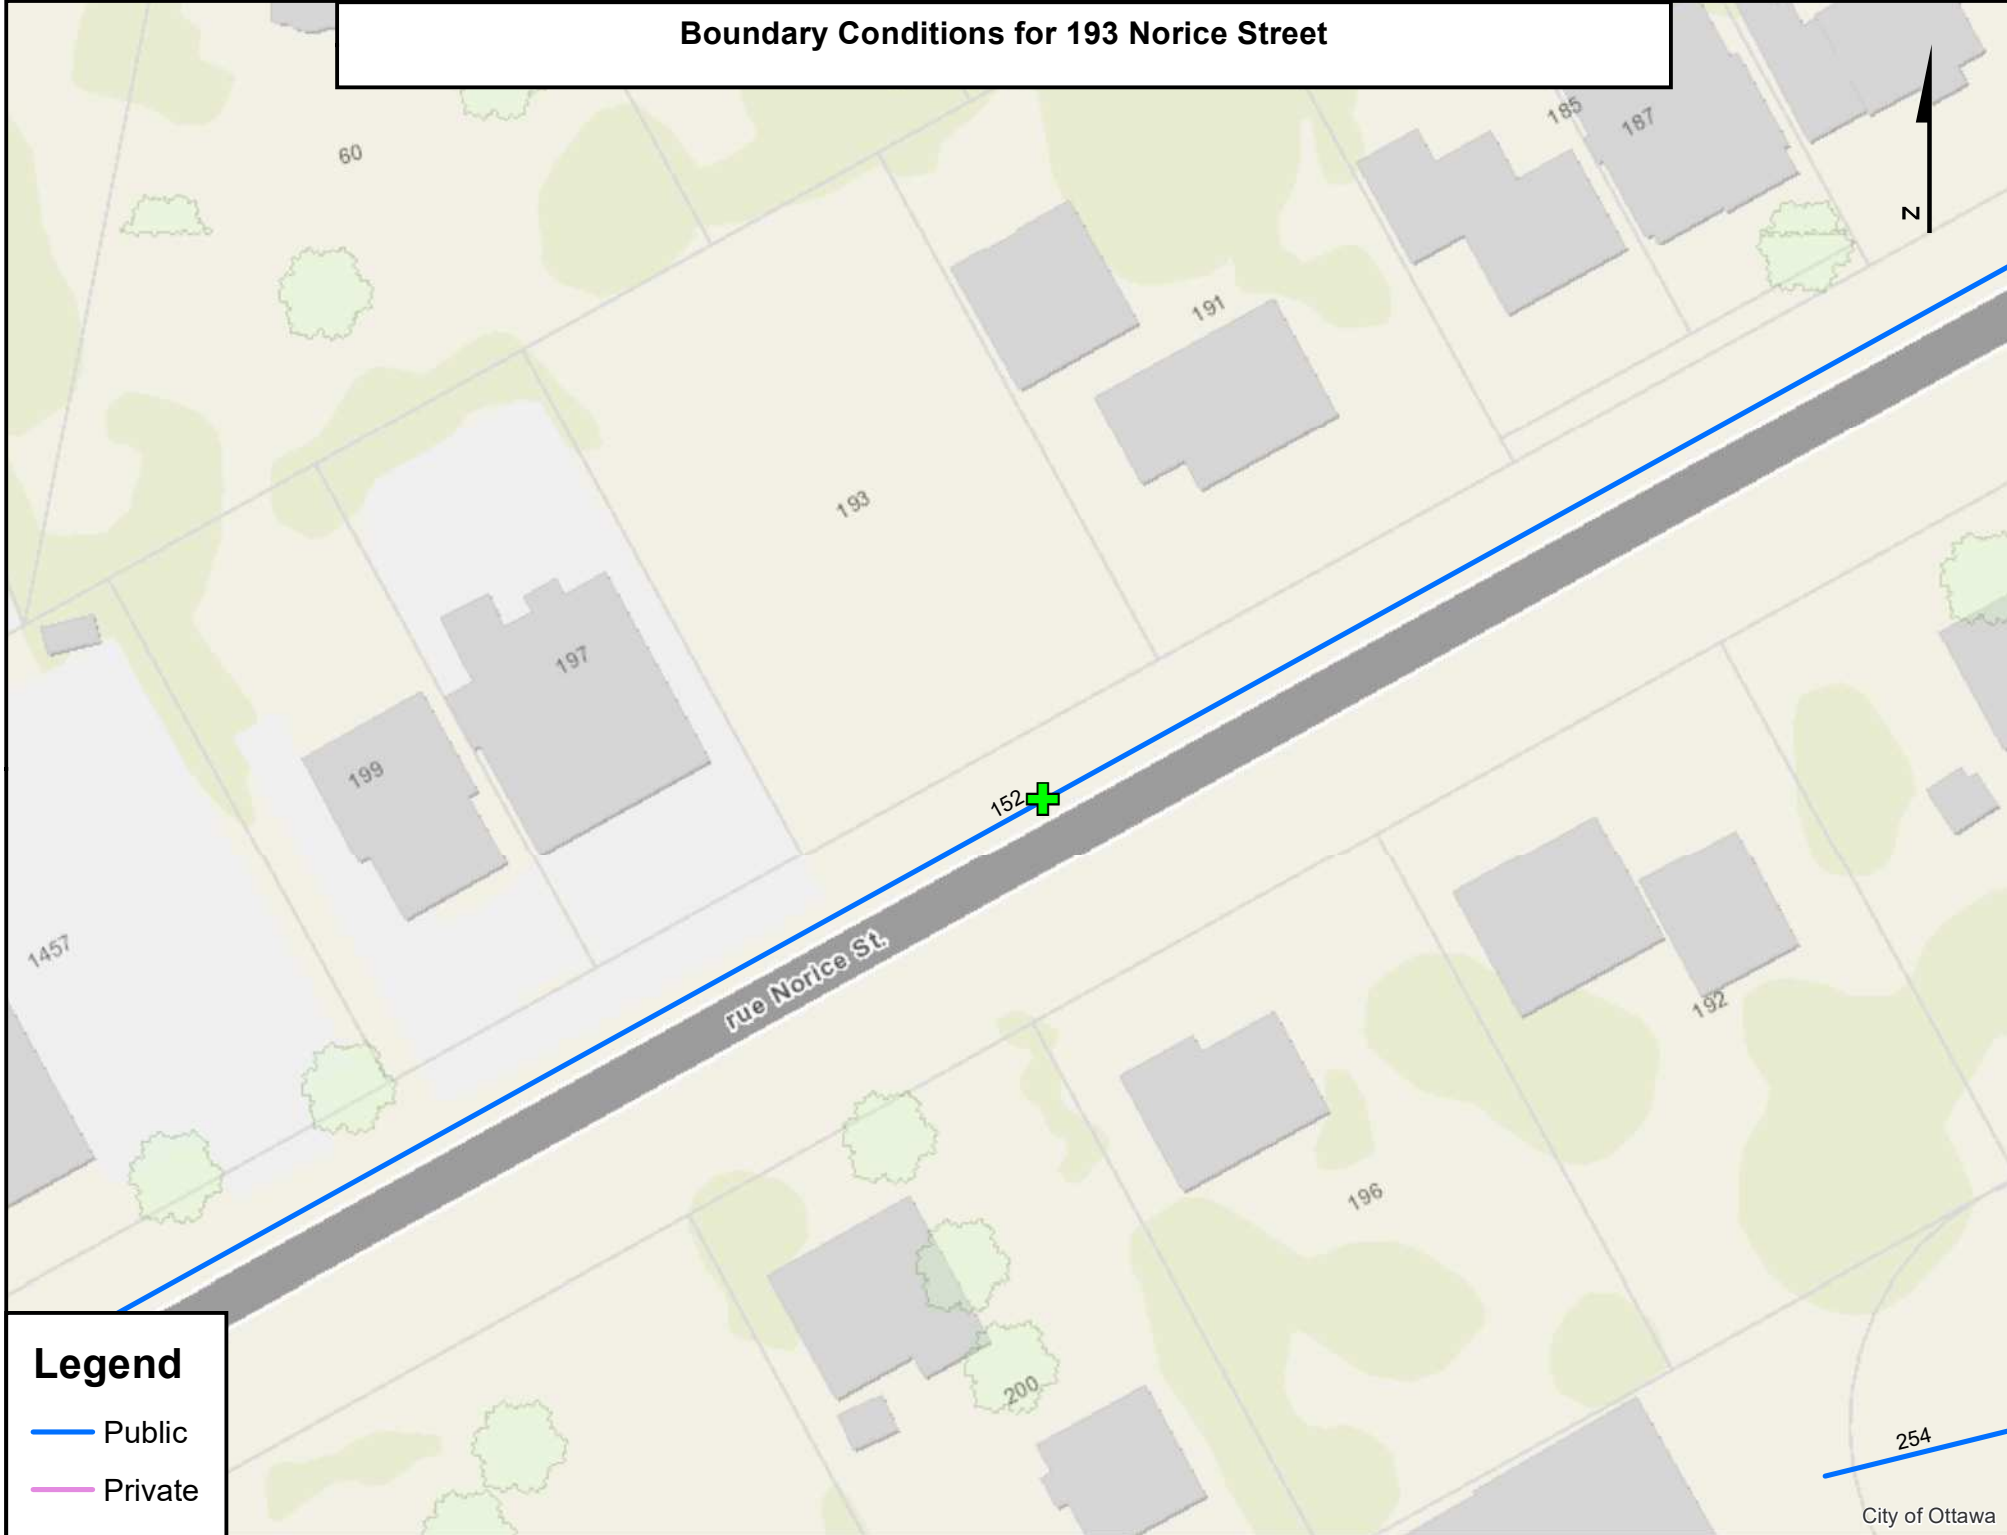 Boundary Conditions for 193 Norice Street
60
185
187
N
191
193
197
199
152
1457
rue Norice St.
192
196
200
254
Legend
Public
Private
City of Ottawa